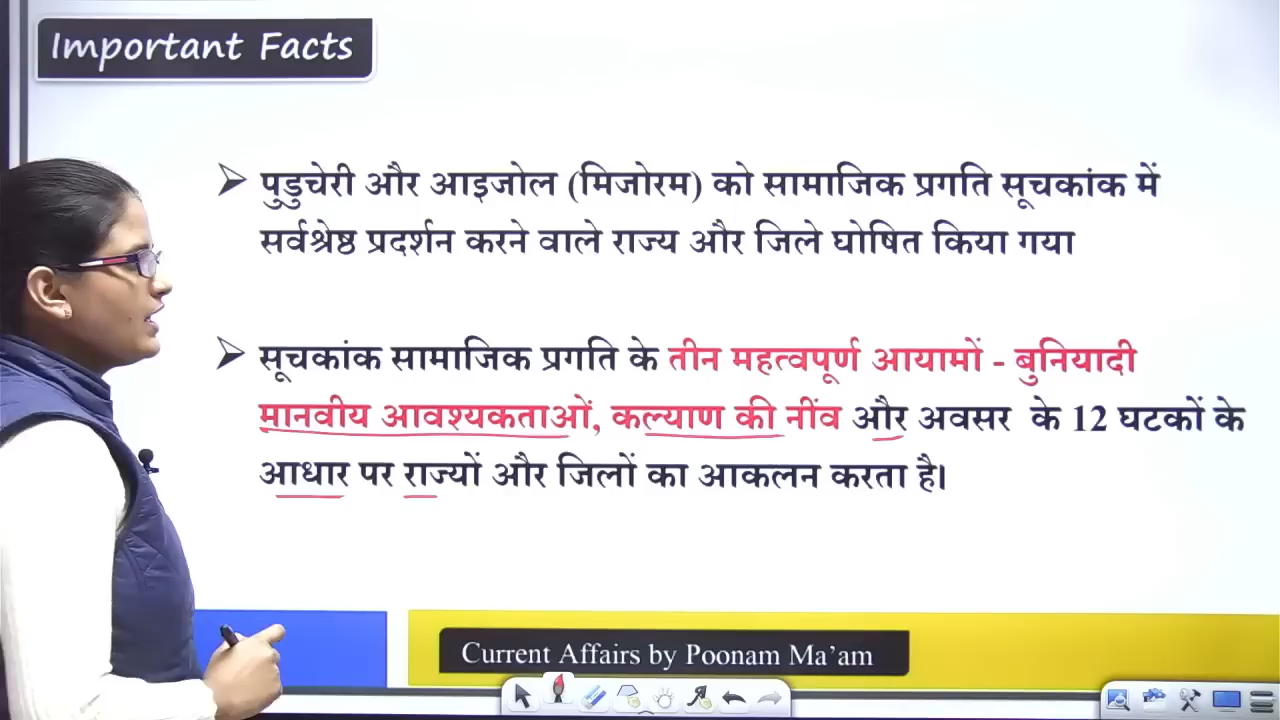 Important Facts
पुडुचेरी और आइजोल (मिजोरम) को सामाजिक प्रगति सूचकांक में
सर्वश्रेष्ठ प्रदर्शन करने वाले राज्य और जिले घोषित किया गया
सूचकांक सामाजिक प्रगति के तीन महत्वपूर्ण आयामों - बुनियादी
मानवीय आवश्यकताओं, कल्याण की नींव और अवसर के 12 घटकों के
आधार पर राज्यों और जिलों का आकलन करता है।
Current Affairs by Poonam Ma'am